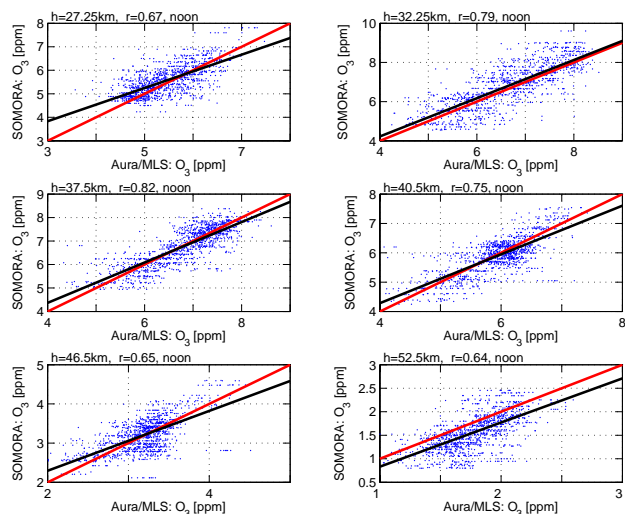 h=27.25km, r=0.67, noon
8
7
6
5
4
3
3
5
7
SOMORA: O3 [ppm]
Aura/MLS: O3 [ppm]
h=32.25km, r=0.79, noon
10
8
6
4
4
6
8
SOMORA: O3 [ppm]
Aura/MLS: O3 [ppm]
h=37.5km, r=0.82, noon
9
8
7
6
5
4
4
6
8
SOMORA: O3 [ppm]
Aura/MLS: O3 [ppm]
h=40.5km, r=0.75, noon
8
7
6
5
4
4
6
8
SOMORA: O3 [ppm]
Aura/MLS: O3 [ppm]
h=46.5km, r=0.65, noon
5
4
3
2
2
4
SOMORA: O3 [ppm]
Aura/MLS: O3 [ppm]
h=52.5km, r=0.64, noon
3
2.5
2
1.5
1
0.5
1
2
3
SOMORA: O3 [ppm]
Aura/MLS: O3 [ppm]